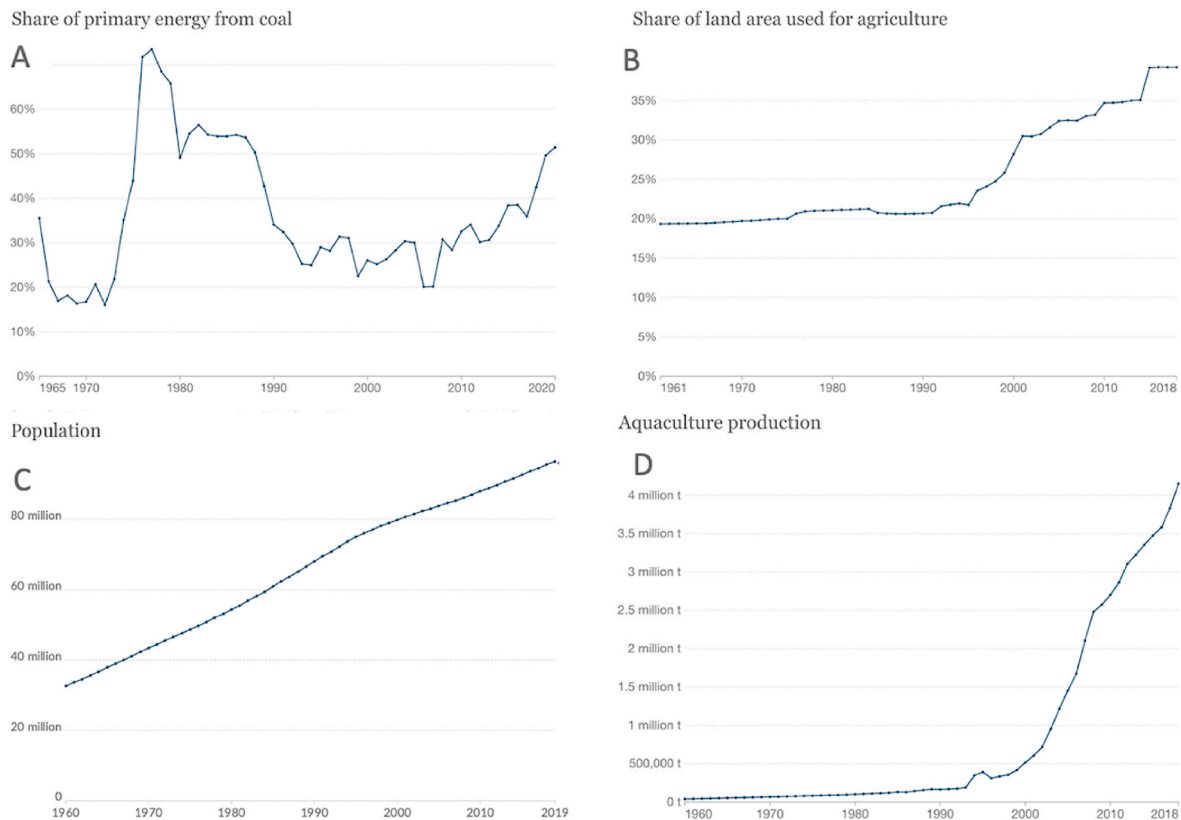 Share of primary energy from coal
A
60%
50%
40%
30%
20%
10%
0%
1965 1970 1980 1990 2000 2010 2020
Share of land area used for agriculture
B
35%
30%
25%
20%
15%
10%
5%
0%
1961 1970 1980 1990 2000 2010 2018
Population
C
80 million
60 million
40 million
20 million
0
1960 1970 1980 1990 2000 2010 2019
Aquaculture production
D
4 million t
3.5 million t
3 million t
2.5 million t
2 million t
1.5 million t
1 million t
500,000 t
0 t
1960 1970 1980 1990 2000 2010 2018